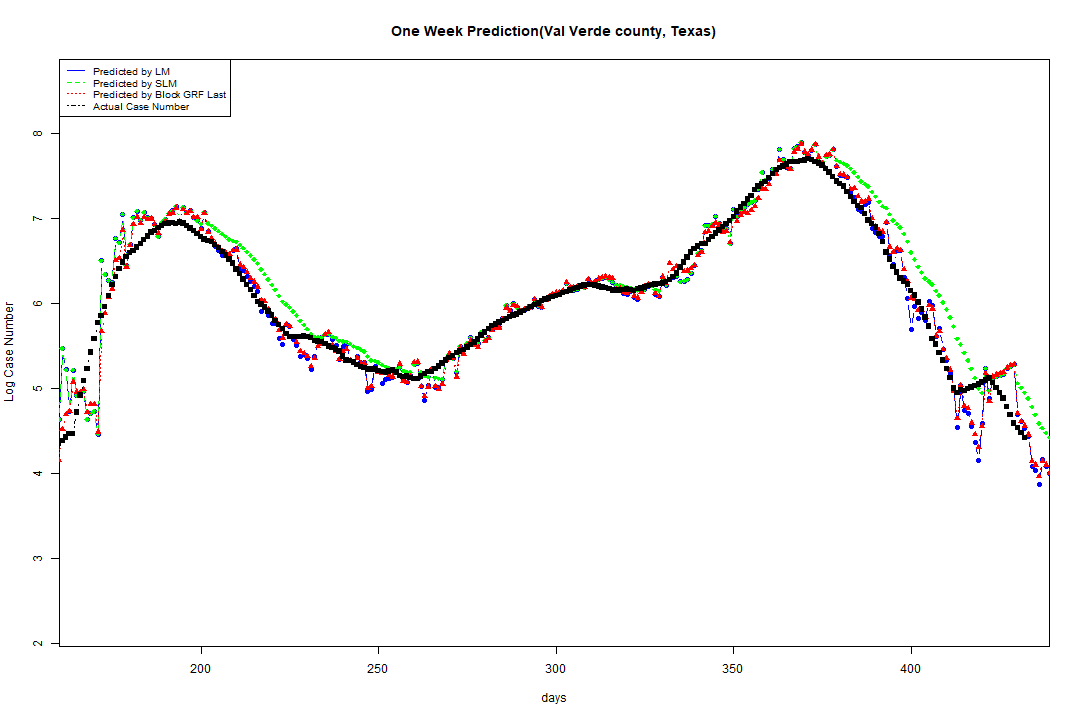 One Week Prediction(Val Verde county, Texas)
Predicted by LM
Predicted by SLM
Predicted by Block GRF Last
Actual Case Number
8
7
6
5
4
3
2
Log Case Number
200 250 300 350 400
days